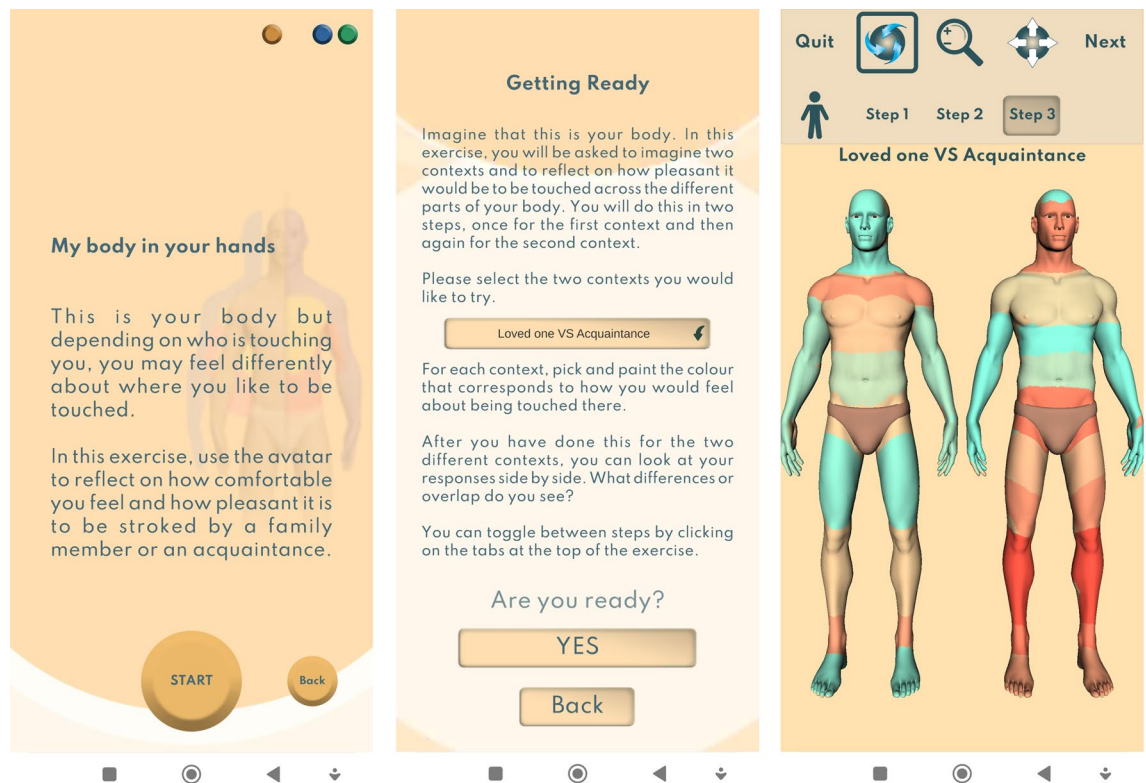 My body in your hands
This is your body but
depending on who is touching
you, you may feel differently
about where you like to be
touched.
In this exercise, use the avatar
to reflect on how comfortable
you feel and how pleasant it is
to be stroked by a family
member or an acquaintance.
START
Back
Getting Ready
Imagine that this is your body. In this
exercise, you will be asked to imagine two
contexts and to reflect on how pleasant it
would be to be touched across the different
parts of your body. You will do this in two
steps, once for the first context and then
again for the second context.
Please select the two contexts you would
like to try.
Loved one VS Acquaintance
For each context, pick and paint the colour
that corresponds to how you would feel
about being touched there.
After you have done this for the two
different contexts, you can look at your
responses side by side. What differences or
overlap do you see?
You can toggle between steps by clicking
on the tabs at the top of the exercise.
Are you ready?
YES
Back
Quit
Next
Step 1 Step 2 Step 3
Loved one VS Acquaintance